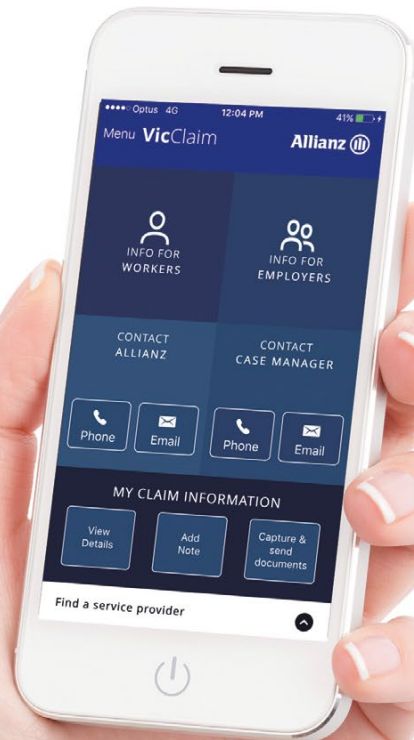 Optus 4G 12:04 PM 41%
Menu VicClaim Allianz
INFO FOR
WORKERS
INFO FOR
EMPLOYERS
CONTACT
ALLIANZ
CONTACT
CASE MANAGER
Phone Email Phone Email
MY CLAIM INFORMATION
View
Details
Add
Note
Capture &
send
documents
Find a service provider